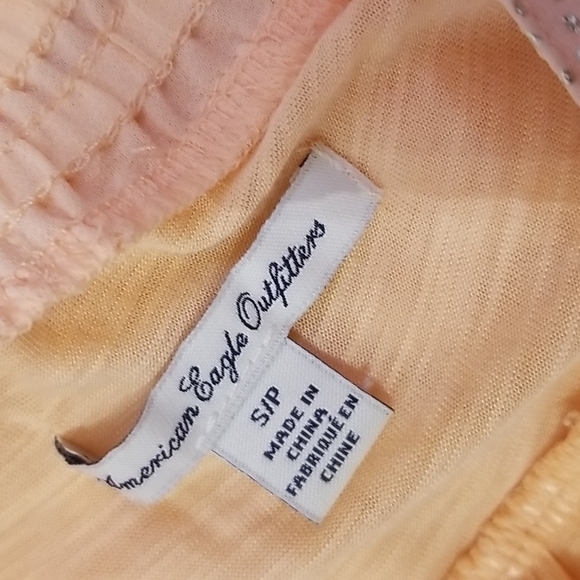 American Eagle Outfitters
S/P
MADE IN
CHINA
FABRIQUÉ EN
CHINE